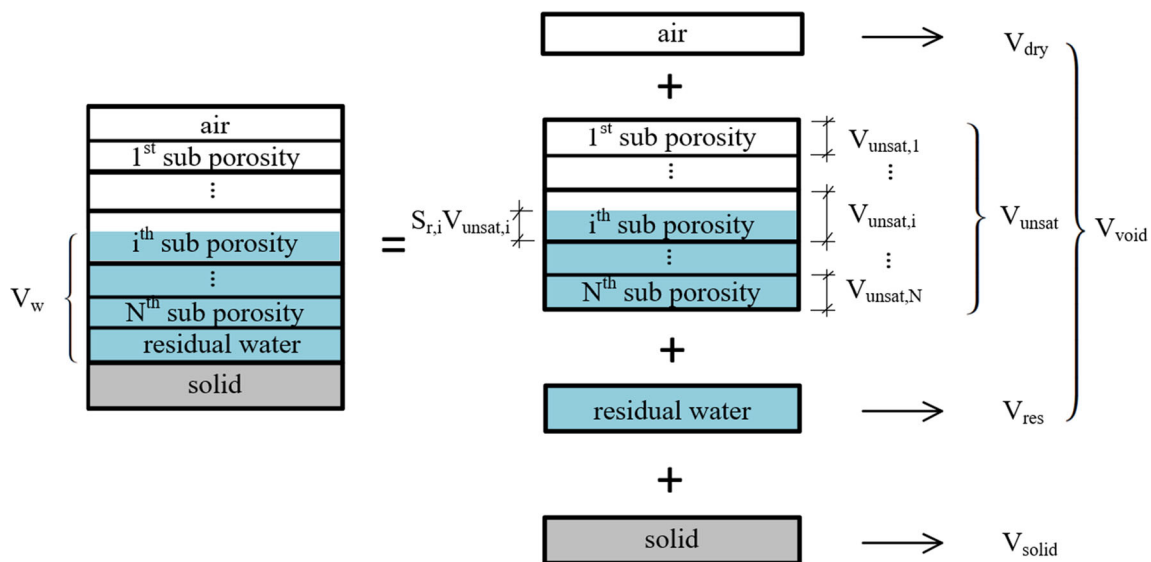 air
1st sub porosity
⋮
ith sub porosity
⋮
Nth sub porosity
residual water
solid
Vw
=
Sr,iVunsat,i
air
+
1st sub porosity
⋮
ith sub porosity
⋮
Nth sub porosity
+
residual water
+
solid
Vdry
Vunsat,1
⋮
Vunsat,i
⋮
Vunsat,N
Vunsat
Vvoid
Vres
Vsolid